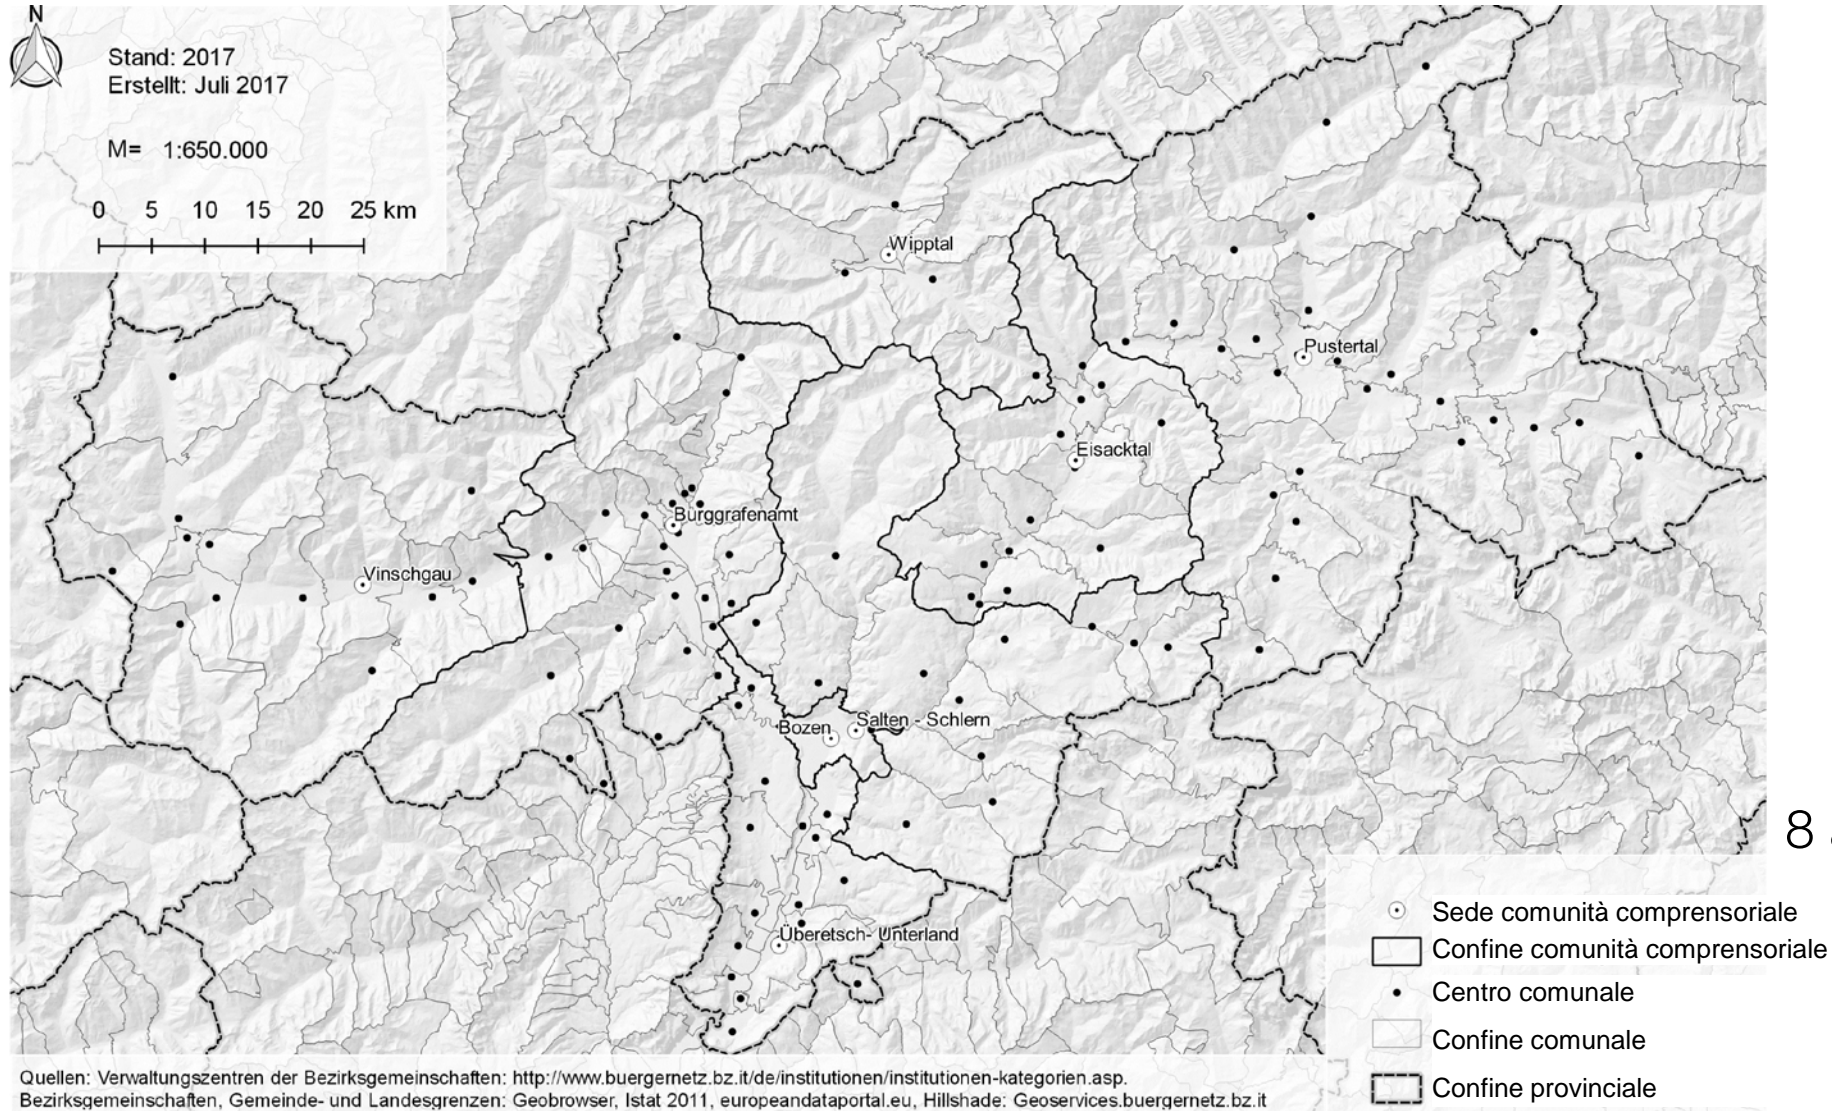 N
Stand: 2017
Erstellt: Juli 2017
M= 1:650.000
0 5 10 15 20 25 km
Wipptal
Pustertal
Eisacktal
Burggrafenamt
Vinschgau
Bozen
Salten - Schlern
Überetsch- Unterland
8
Sede comunità comprensoriale
Confine comunità comprensoriale
Centro comunale
Confine comunale
Confine provinciale
Quellen: Verwaltungszentren der Bezirksgemeinschaften: http://www.buergernetz.bz.it/de/institutionen/institutionen-kategorien.asp.
Bezirksgemeinschaften, Gemeinde- und Landesgrenzen: Geobrowser, Istat 2011, europeandataportal.eu, Hillshade: Geoservices.buergernetz.bz.it